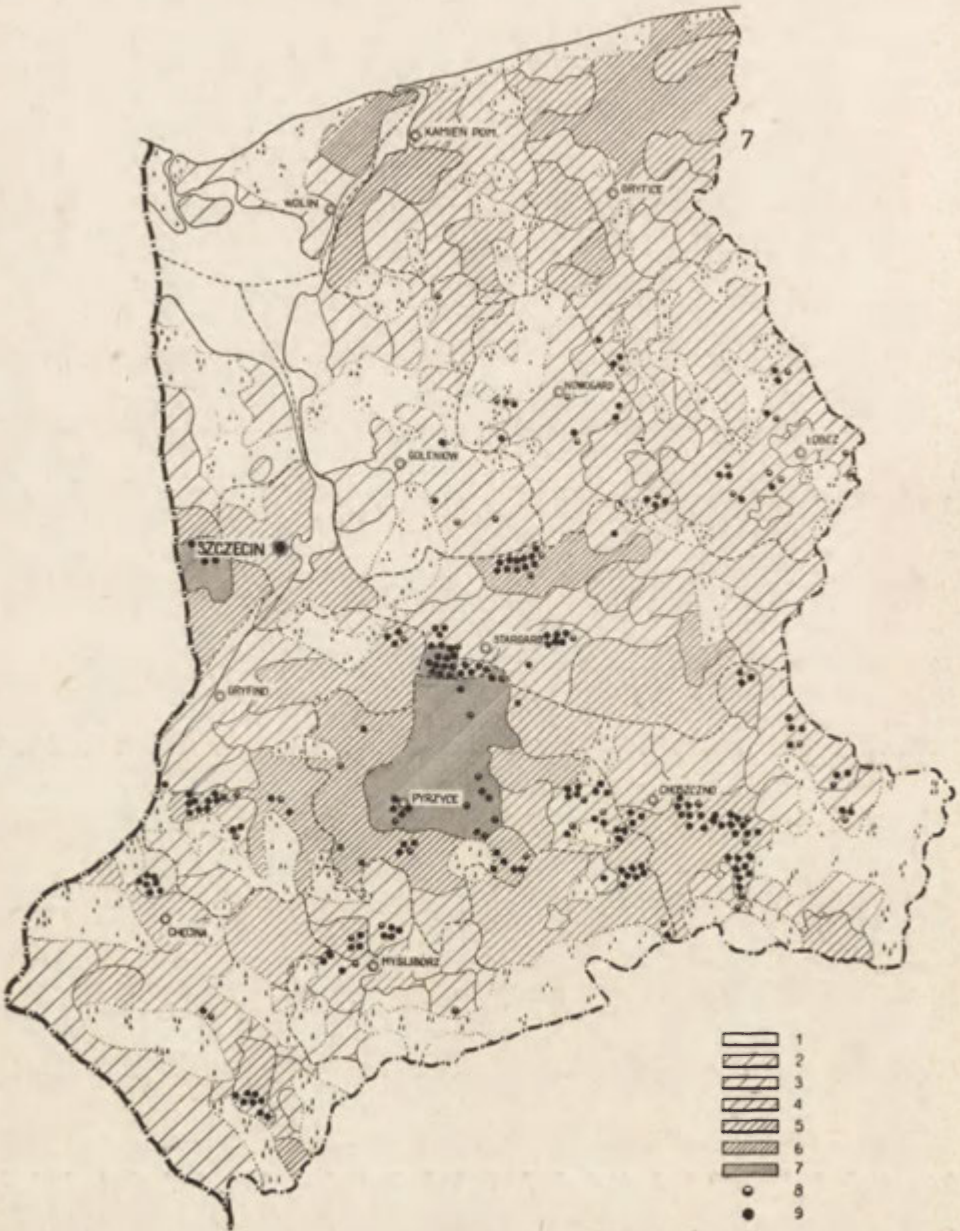 KAMIEŃ POM.
7
WOLIN
GRYFICE
NOWOGARD
ŁOBEZ
GOLENIÓW
SZCZECIN
STARGARD
GRYFINO
PYRZYCE
CHOSZCZNO
CHOJNA
MYŚLIBÓRZ
1
2
3
4
5
6
7
8
9